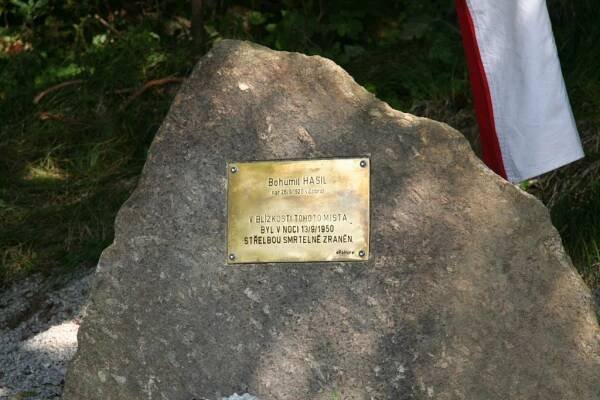 Bohumil HASIL
V BLÍZKOSTI TOHOTO MÍSTA
BYL V NOCI 13/9/1950
STŘELBOU SMRTELNĚ ZRANĚN